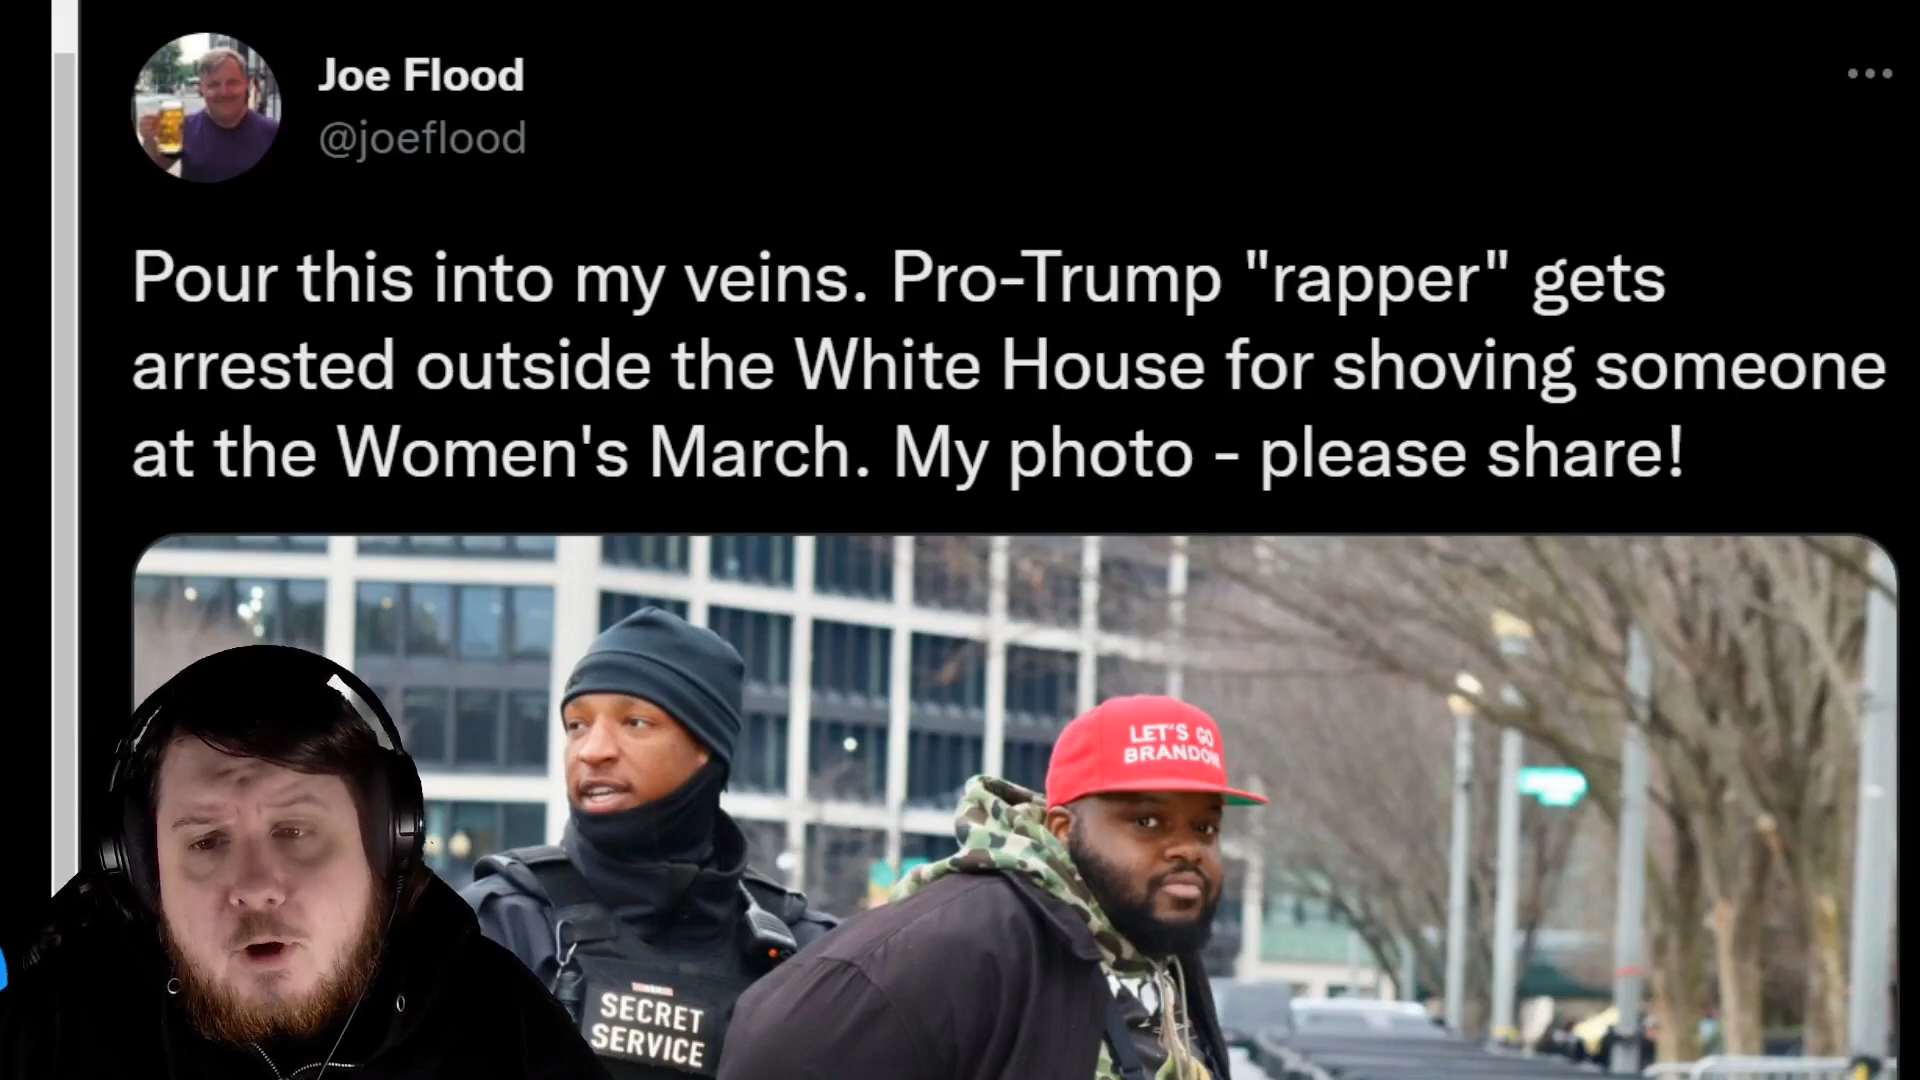 Joe Flood
@joeflood
Pour this into my veins. Pro-Trump "rapper" gets
arrested outside the White House for shoving someone
at the Women's March. My photo - please share!
LET'S GO
BRANDON
SECRET
SERVICE